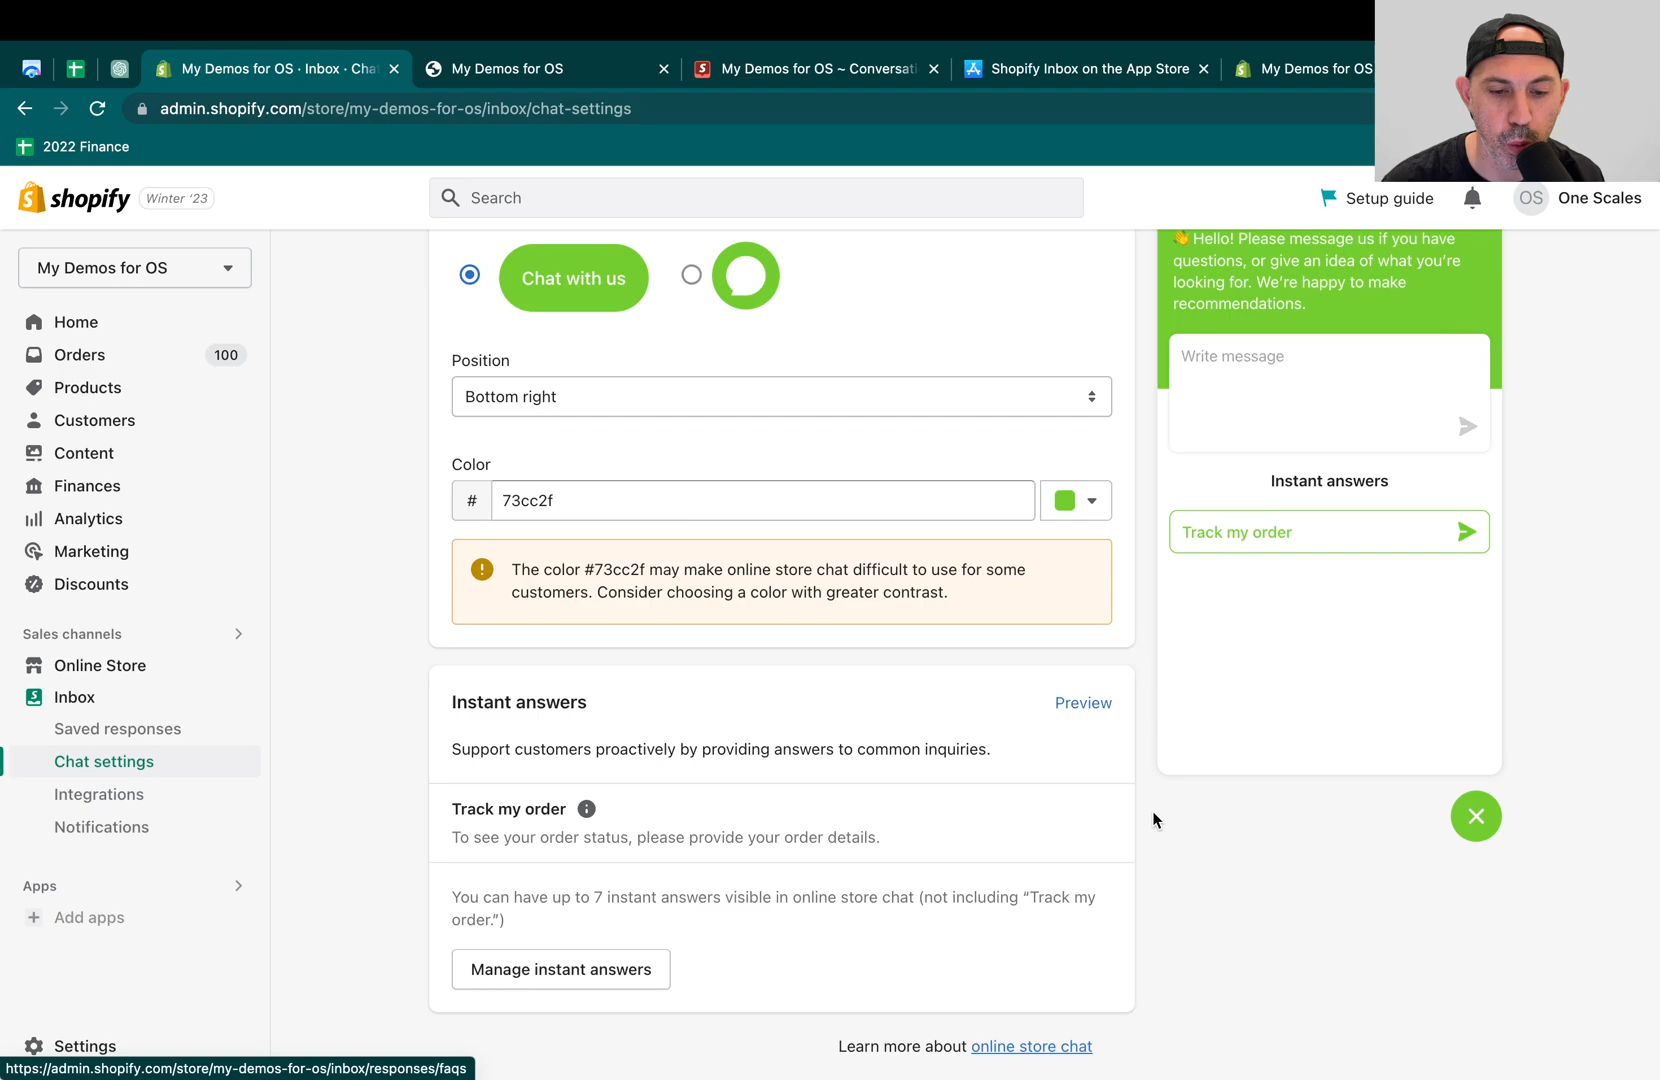 My Demos for OS · Inbox · Cha
My Demos for OS
My Demos for OS ~ Conversati
Shopify Inbox on the App Store
My Demos for OS
admin.shopify.com/store/my-demos-for-os/inbox/chat-settings
2022 Finance
shopify
Winter ‘23
Search
Setup guide
OS
One Scales
My Demos for OS
Home
Orders
100
Products
Customers
Content
Finances
Analytics
Marketing
Discounts
Sales channels
Online Store
Inbox
Saved responses
Chat settings
Integrations
Notifications
Apps
Add apps
Settings
https://admin.shopify.com/store/my-demos-for-os/inbox/responses/faqs
Chat with us
Position
Bottom right
Color
#
73cc2f
The color #73cc2f may make online store chat difficult to use for some
customers. Consider choosing a color with greater contrast.
Instant answers
Preview
Support customers proactively by providing answers to common inquiries.
Track my order
To see your order status, please provide your order details.
You can have up to 7 instant answers visible in online store chat (not including “Track my
order.”)
Manage instant answers
Learn more about online store chat
👋 Hello! Please message us if you have
questions, or give an idea of what you’re
looking for. We’re happy to make
recommendations.
Write message
Instant answers
Track my order